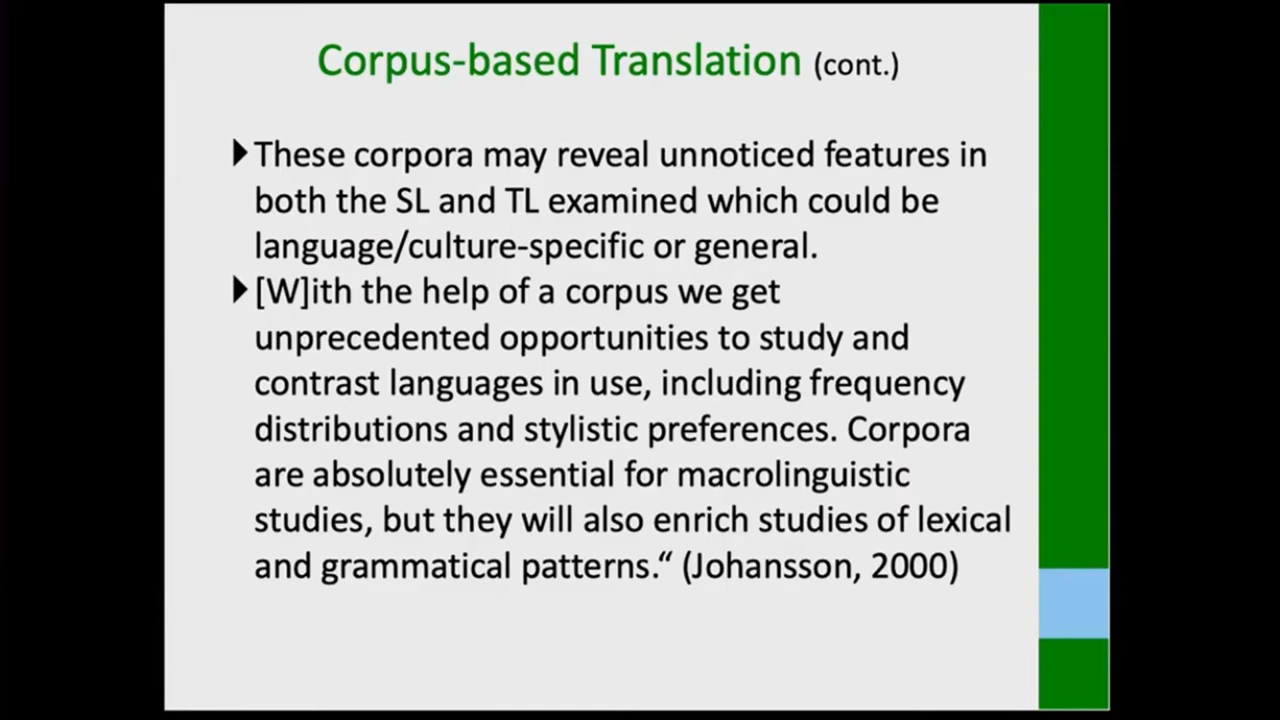 Corpus-based Translation (cont.)
These corpora may reveal unnoticed features in
both the SL and TL examined which could be
language/culture-specific or general.
[W]ith the help of a corpus we get
unprecedented opportunities to study and
contrast languages in use, including frequency
distributions and stylistic preferences. Corpora
are absolutely essential for macrolinguistic
studies, but they will also enrich studies of lexical
and grammatical patterns.“ (Johansson, 2000)